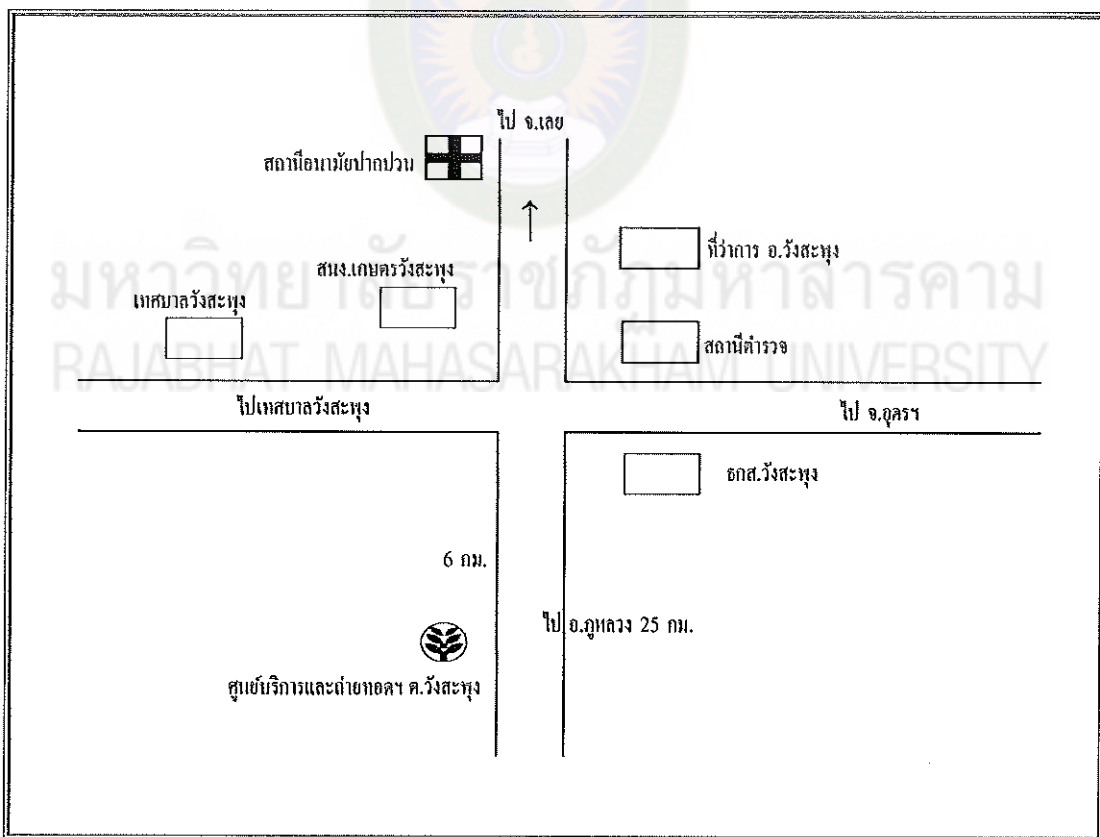 ไป จ.เลย
สถานีอนามัยปากปวน
ที่ว่าการ อ.วังสะพุง
สนง.เกษตรวังสะพุง
เทศบาลวังสะพุง
มหาวิทยาลัยราชภัฏมหาสารคาม
สถานีตำรวจ
RAJABHAT MAHASARAKHAM UNIVERSITY
ไปเทศบาลวังสะพุง
ไป จ.อุดรฯ
ธกส.วังสะพุง
6 กม.
ไป อ.ภูหลวง 25 กม.
ศูนย์บริการและถ่ายทอดฯ ต.วังสะพุง